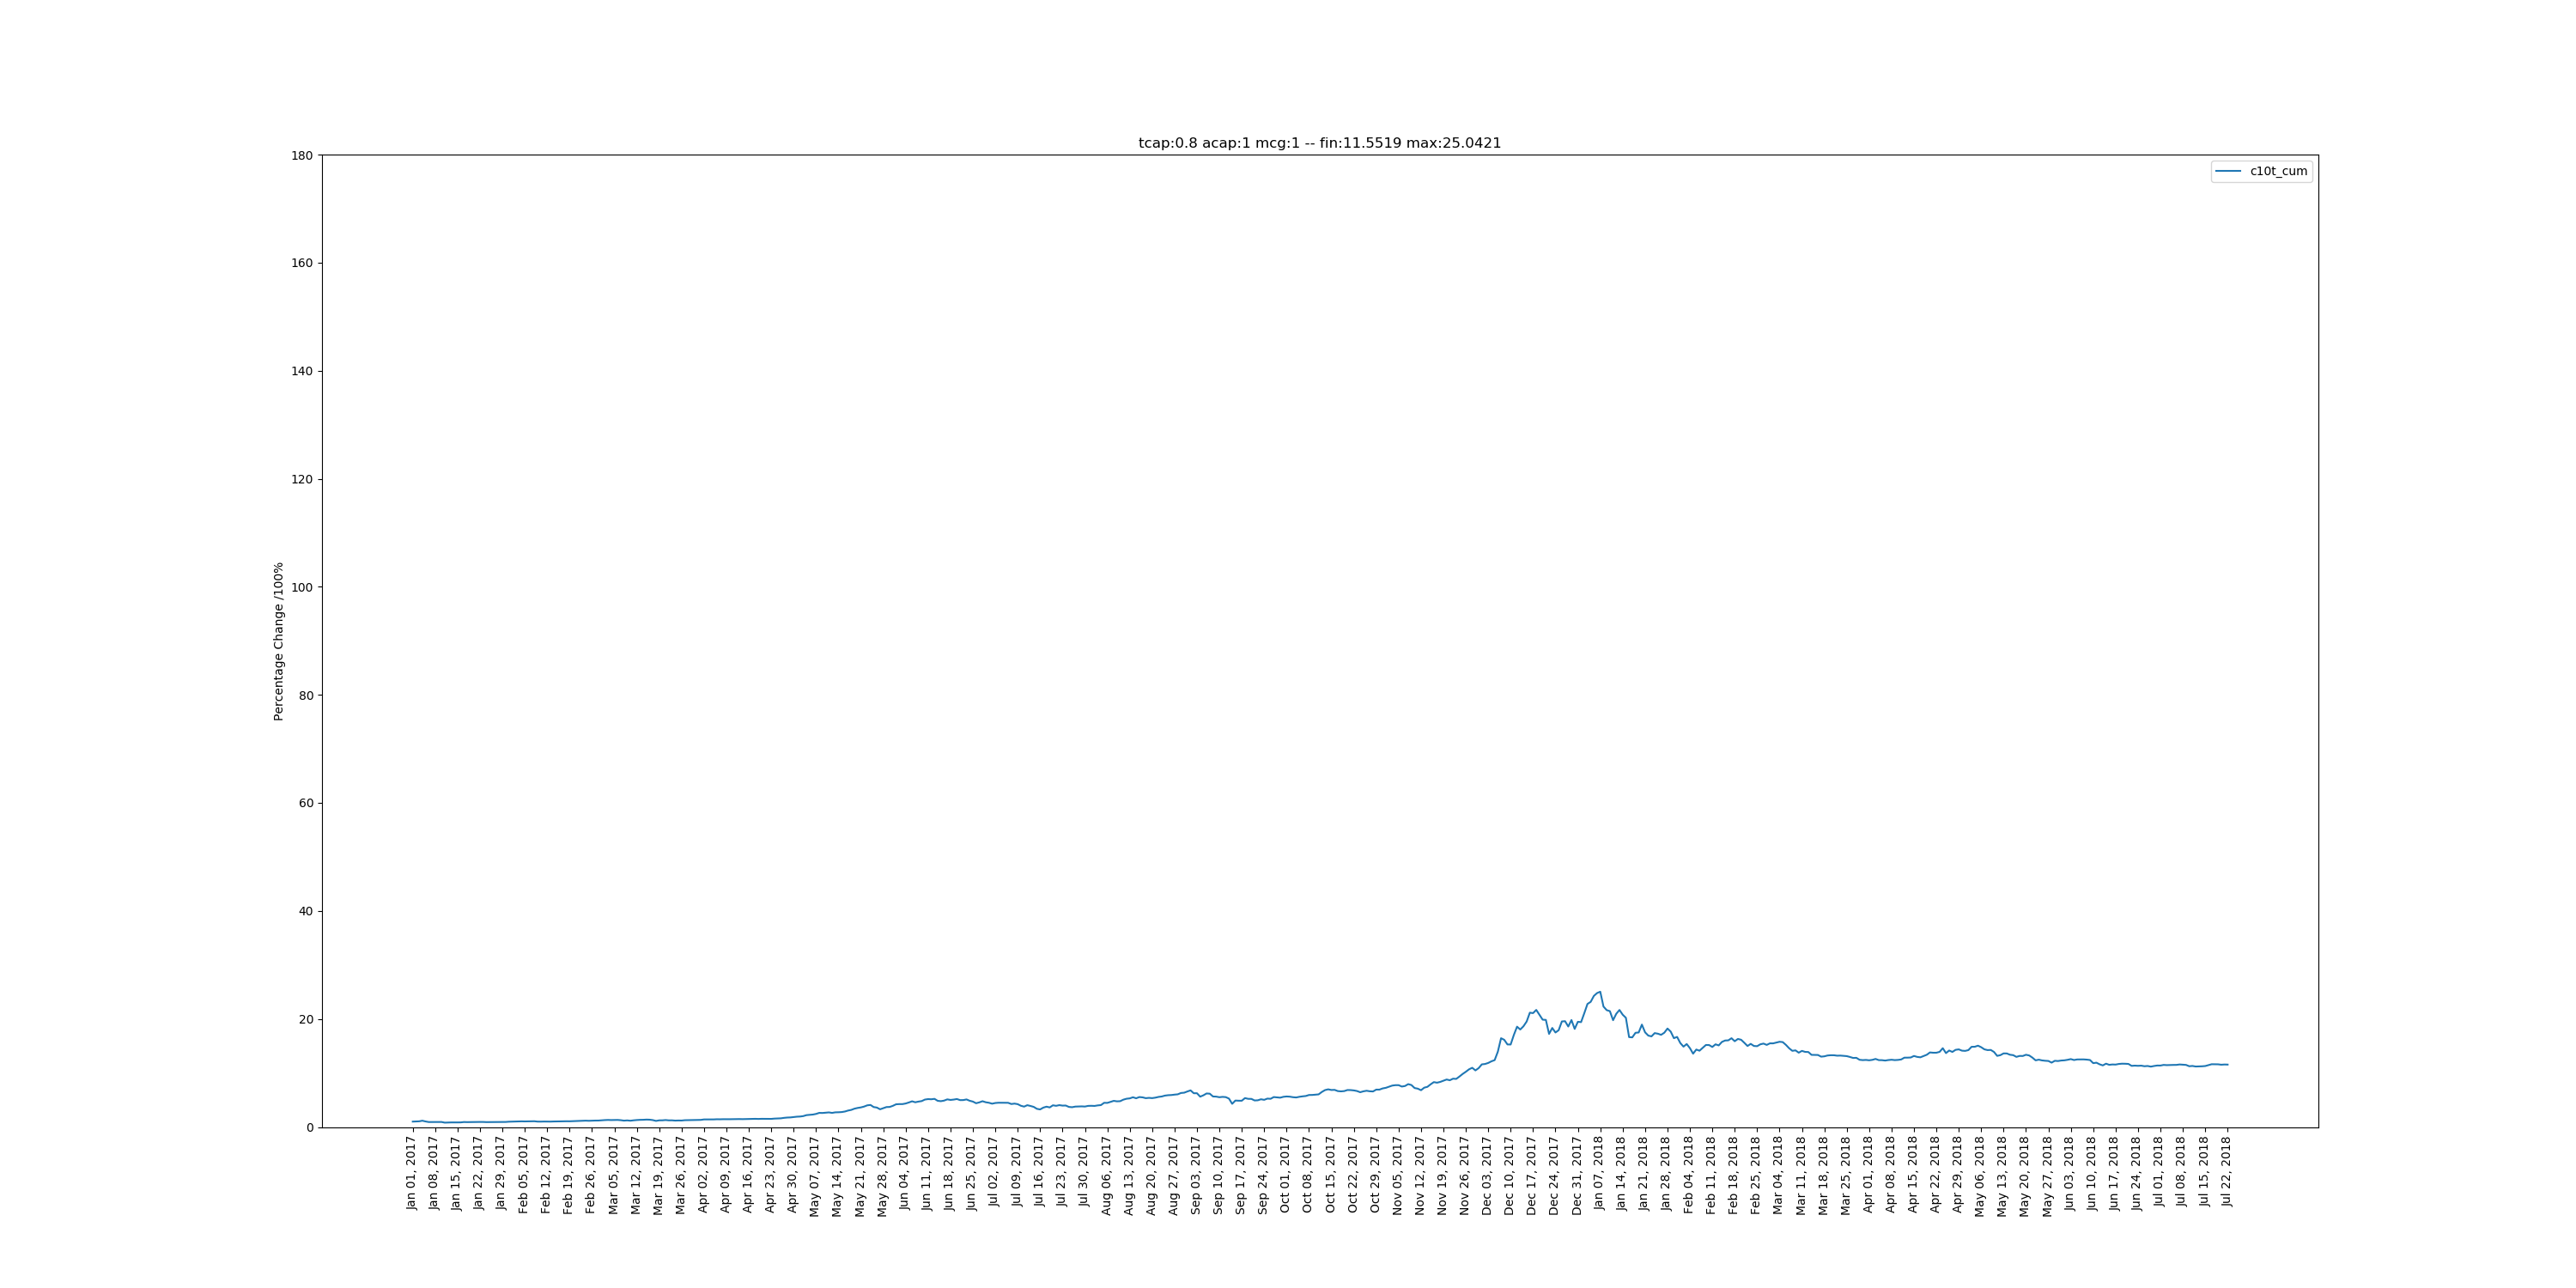 tcap:0.8 acap:1 mcg:1 -- fin:11.5519 max:25.0421
c10t_cum
Percentage Change /100%
180
160
140
120
100
80
60
40
20
0
Jan 01, 2017
Jan 08, 2017
Jan 15, 2017
Jan 22, 2017
Jan 29, 2017
Feb 05, 2017
Feb 12, 2017
Feb 19, 2017
Feb 26, 2017
Mar 05, 2017
Mar 12, 2017
Mar 19, 2017
Mar 26, 2017
Apr 02, 2017
Apr 09, 2017
Apr 16, 2017
Apr 23, 2017
Apr 30, 2017
May 07, 2017
May 14, 2017
May 21, 2017
May 28, 2017
Jun 04, 2017
Jun 11, 2017
Jun 18, 2017
Jun 25, 2017
Jul 02, 2017
Jul 09, 2017
Jul 16, 2017
Jul 23, 2017
Jul 30, 2017
Aug 06, 2017
Aug 13, 2017
Aug 20, 2017
Aug 27, 2017
Sep 03, 2017
Sep 10, 2017
Sep 17, 2017
Sep 24, 2017
Oct 01, 2017
Oct 08, 2017
Oct 15, 2017
Oct 22, 2017
Oct 29, 2017
Nov 05, 2017
Nov 12, 2017
Nov 19, 2017
Nov 26, 2017
Dec 03, 2017
Dec 10, 2017
Dec 17, 2017
Dec 24, 2017
Dec 31, 2017
Jan 07, 2018
Jan 14, 2018
Jan 21, 2018
Jan 28, 2018
Feb 04, 2018
Feb 11, 2018
Feb 18, 2018
Feb 25, 2018
Mar 04, 2018
Mar 11, 2018
Mar 18, 2018
Mar 25, 2018
Apr 01, 2018
Apr 08, 2018
Apr 15, 2018
Apr 22, 2018
Apr 29, 2018
May 06, 2018
May 13, 2018
May 20, 2018
May 27, 2018
Jun 03, 2018
Jun 10, 2018
Jun 17, 2018
Jun 24, 2018
Jul 01, 2018
Jul 08, 2018
Jul 15, 2018
Jul 22, 2018